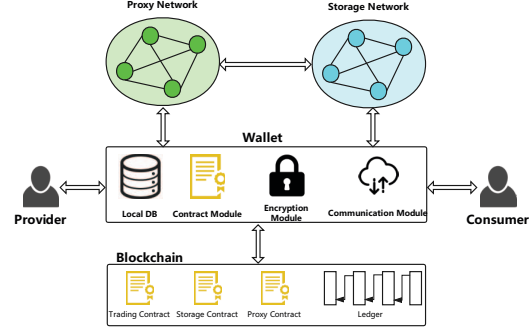 Proxy Network
Storage Network
Wallet
Local DB
Contract Module
Encryption
Module
Communication Module
Provider
Consumer
Blockchain
Trading Contract
Storage Contract
Proxy Contract
Ledger